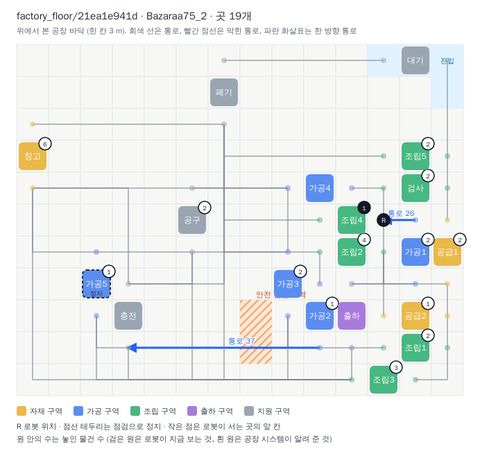 factory_floor/21ea1e941d · Bazaraa75_2 · 곳 19개
위에서 본 공장 바닥 (한 칸 3 m). 회색 선은 통로, 빨간 점선은 막힌 통로, 파란 화살표는 한 방향 통로
대기
진입
폐기
창고 6
조립5 2
가공4
검사 2
공구 2
조립4 1
R
통로 26
조립2 4
가공1 2
공급1 2
가공5 1
정지
가공3 2
안전
역
충전
가공2 1
출하
공급2 1
통로 37
조립1 2
조립3 3
자재 구역
가공 구역
조립 구역
출하 구역
지원 구역
R 로봇 위치 · 점선 테두리는 점검으로 정지 · 작은 점은 로봇이 서는 곳의 앞 칸
원 안의 수는 놓인 물건 수 (검은 원은 로봇이 지금 보는 것, 흰 원은 공장 시스템이 알려 준 것)